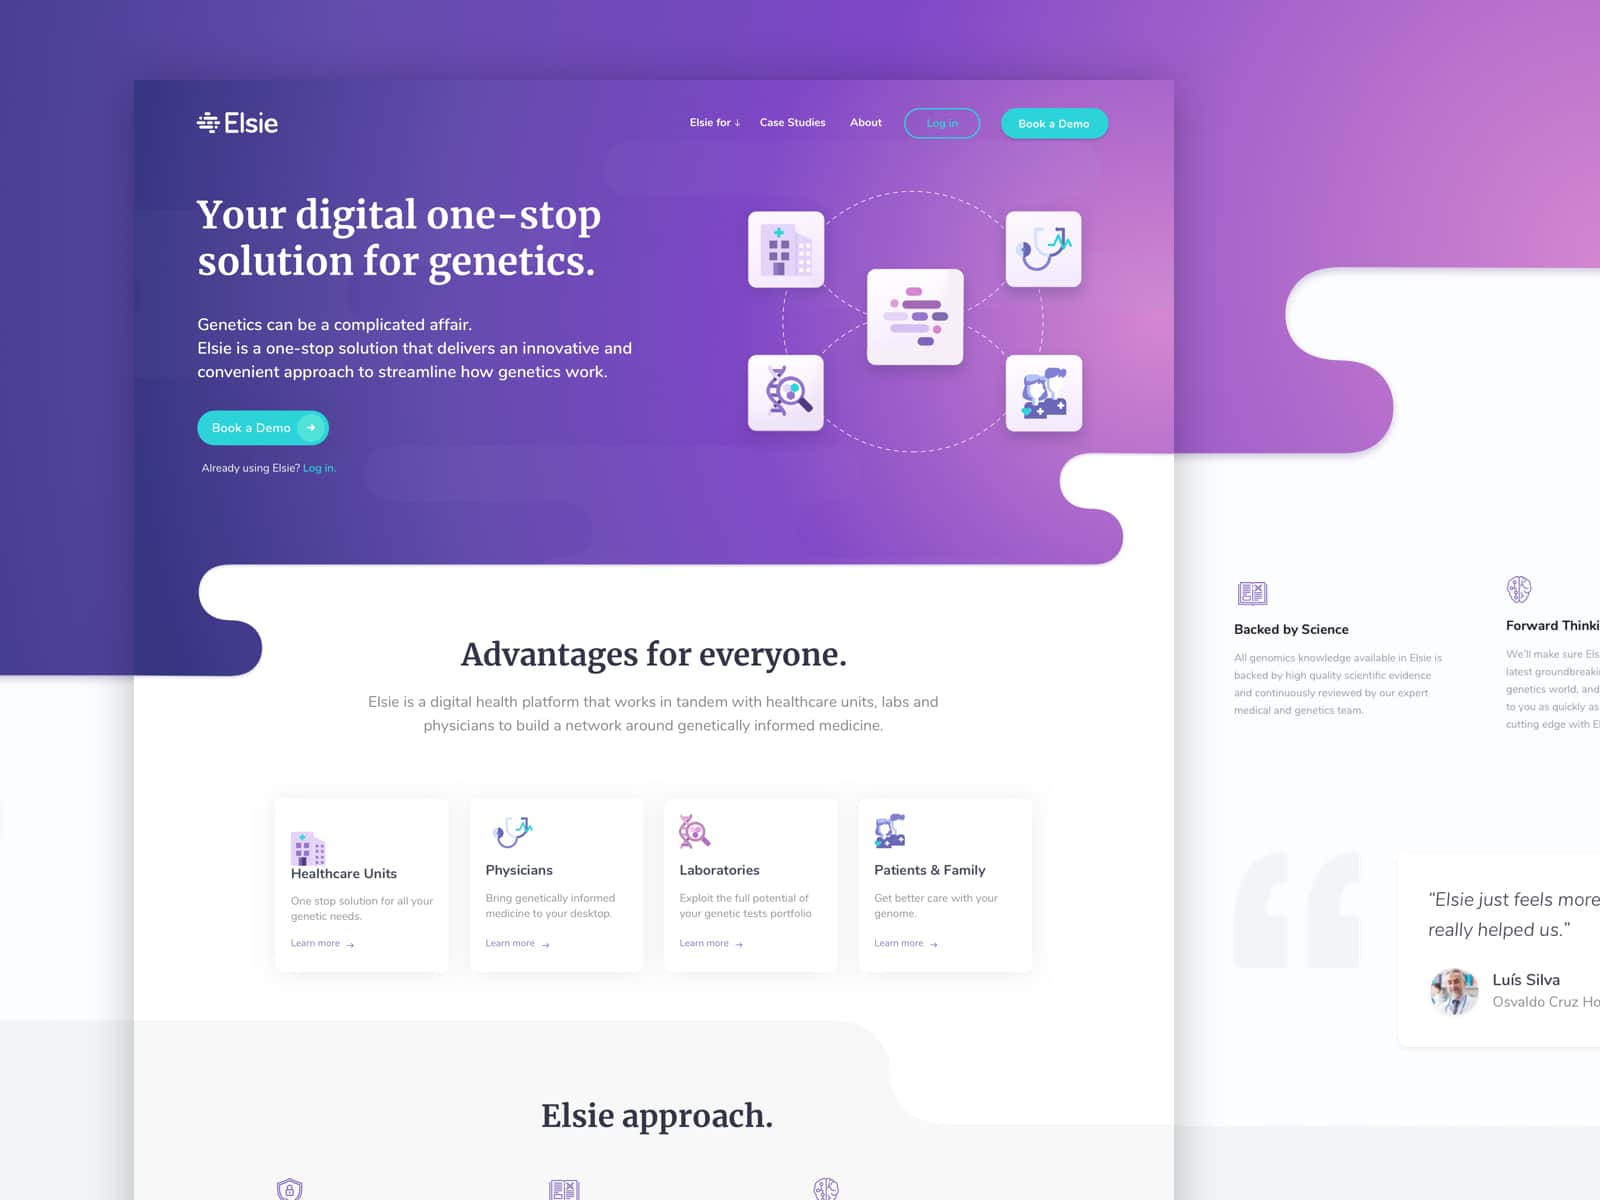 Elsie
Elsie for ↓
Case Studies
About
Log in
Book a Demo
Your digital one-stop
solution for genetics.
Genetics can be a complicated affair.
Elsie is a one-stop solution that delivers an innovative and
convenient approach to streamline how genetics work.
Book a Demo →
Already using Elsie? Log in.
Advantages for everyone.
Elsie is a digital health platform that works in tandem with healthcare units, labs and
physicians to build a network around genetically informed medicine.
Healthcare Units
One stop solution for all your
genetic needs.
Learn more →
Physicians
Bring genetically informed
medicine to your desktop.
Learn more →
Laboratories
Exploit the full potential of
your genetic tests portfolio
Learn more →
Patients & Family
Get better care with your
genome.
Learn more →
Elsie approach.
Backed by Science
All genomics knowledge available in Elsie is
backed by high quality scientific evidence
and continuously reviewed by our expert
medical and genetics team.
Forward Thinki
We'll make sure Els
latest groundbreaki
genetics world, and
to you as quickly as
cutting edge with El
“Elsie just feels more
really helped us.”
Luís Silva
Osvaldo Cruz Ho